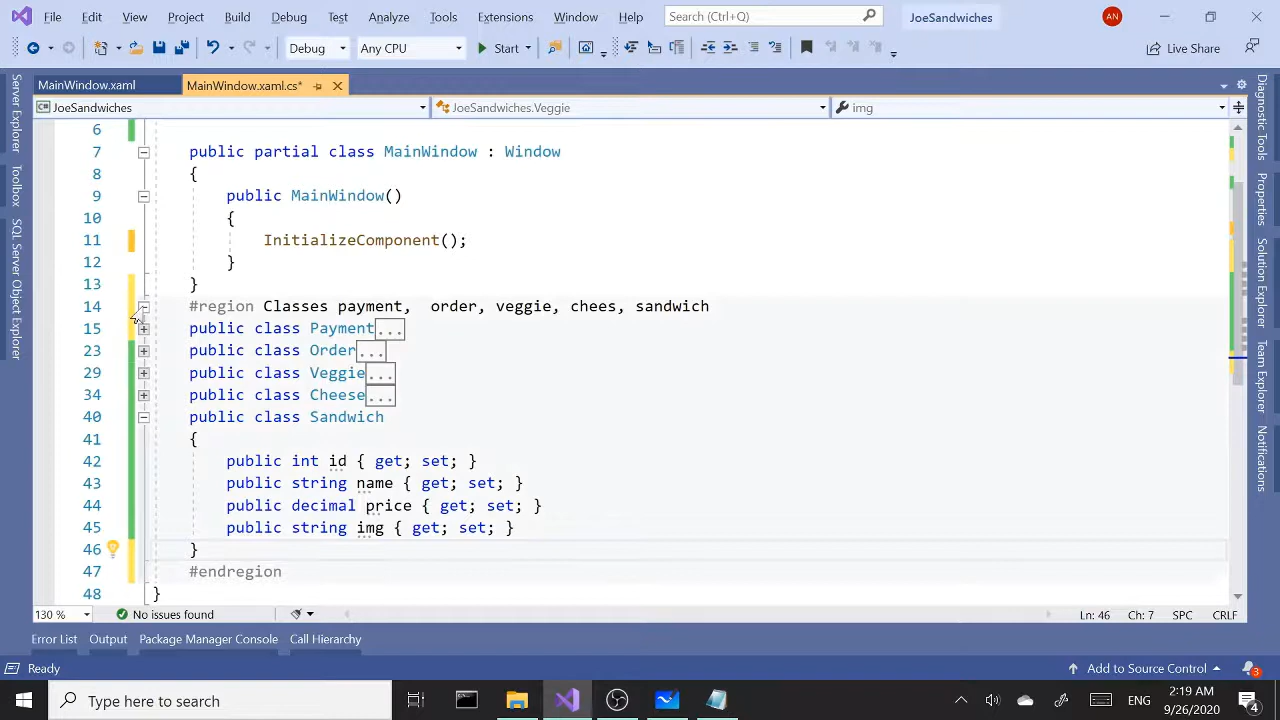 File Edit View Project Build Debug Test Analyze Tools Extensions Window Help Search (Ctrl+Q) JoeSandwiches AN
Debug Any CPU Start Live Share
MainWindow.xaml MainWindow.xaml.cs*
JoeSandwiches JoeSandwiches.Veggie img
6
7 public partial class MainWindow : Window
8 {
9 public MainWindow()
10 {
11 InitializeComponent();
12 }
13 }
14 #region Classes payment,  order, veggie, chees, sandwich
15 public class Payment...
23 public class Order...
29 public class Veggie...
34 public class Cheese...
40 public class Sandwich
41 {
42 public int id { get; set; }
43 public string name { get; set; }
44 public decimal price { get; set; }
45 public string img { get; set; }
46 }
47 #endregion
48 }
130 % No issues found Ln: 46 Ch: 7 SPC CRLF
Error List Output Package Manager Console Call Hierarchy
Ready Add to Source Control 3
Type here to search ENG 9/26/2020 4
Server Explorer
Toolbox
SQL Server Object Explorer
Diagnostic Tools
Properties
Solution Explorer
Team Explorer
Notifications